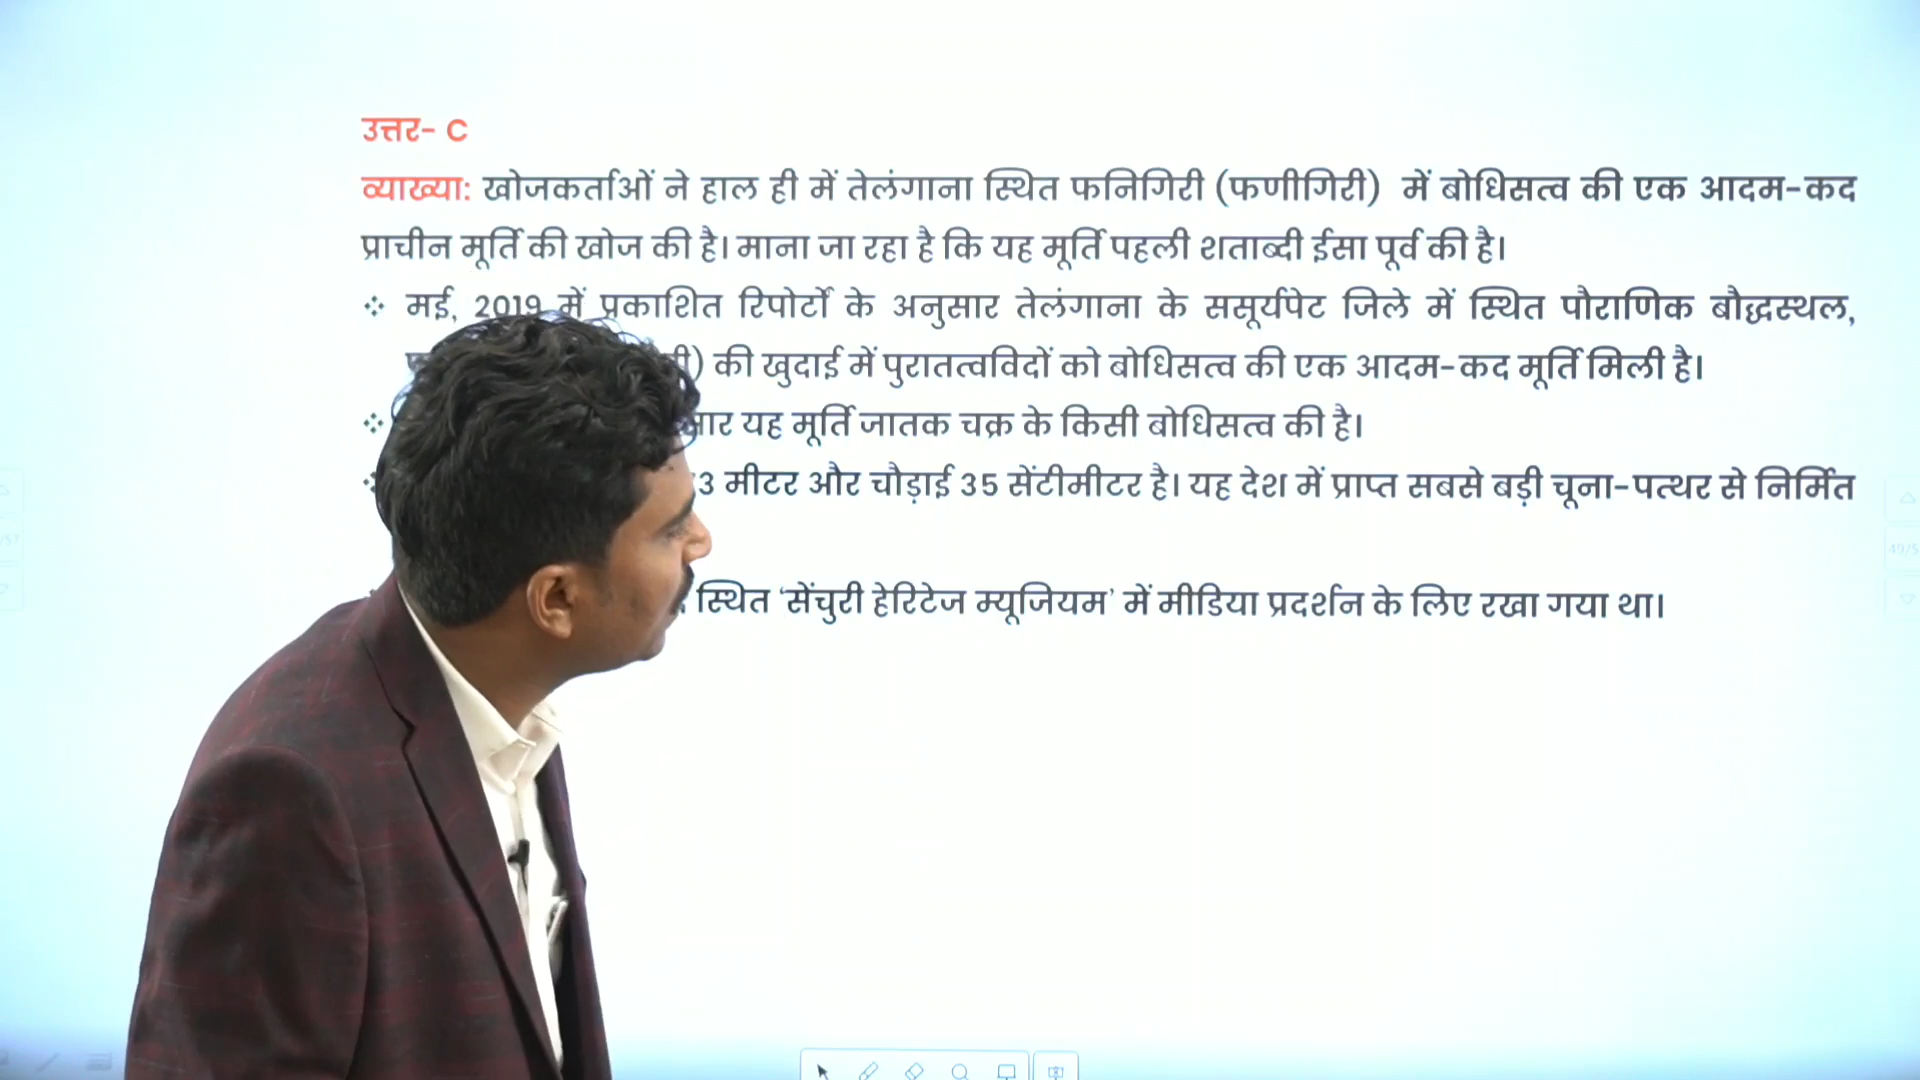 उत्तर- C
व्याख्या: खोजकर्ताओं ने हाल ही में तेलंगाना स्थित फनिगिरी (फणीगिरी) में बोधिसत्व की एक आदम-कद
प्राचीन मूर्ति की खोज की है। माना जा रहा है कि यह मूर्ति पहली शताब्दी ईसा पूर्व की है।
❖ मई, 2019 में प्रकाशित रिपोर्टों के अनुसार तेलंगाना के ससूर्यपेट जिले में स्थित पौराणिक बौद्धस्थल,
की खुदाई में पुरातत्वविदों को बोधिसत्व की एक आदम-कद मूर्ति मिली है।
❖ यह मूर्ति जातक चक्र के किसी बोधिसत्व की है।
मीटर और चौड़ाई 35 सेंटीमीटर है। यह देश में प्राप्त सबसे बड़ी चूना-पत्थर से निर्मित
स्थित 'सेंचुरी हेरिटेज म्यूजियम' में मीडिया प्रदर्शन के लिए रखा गया था।